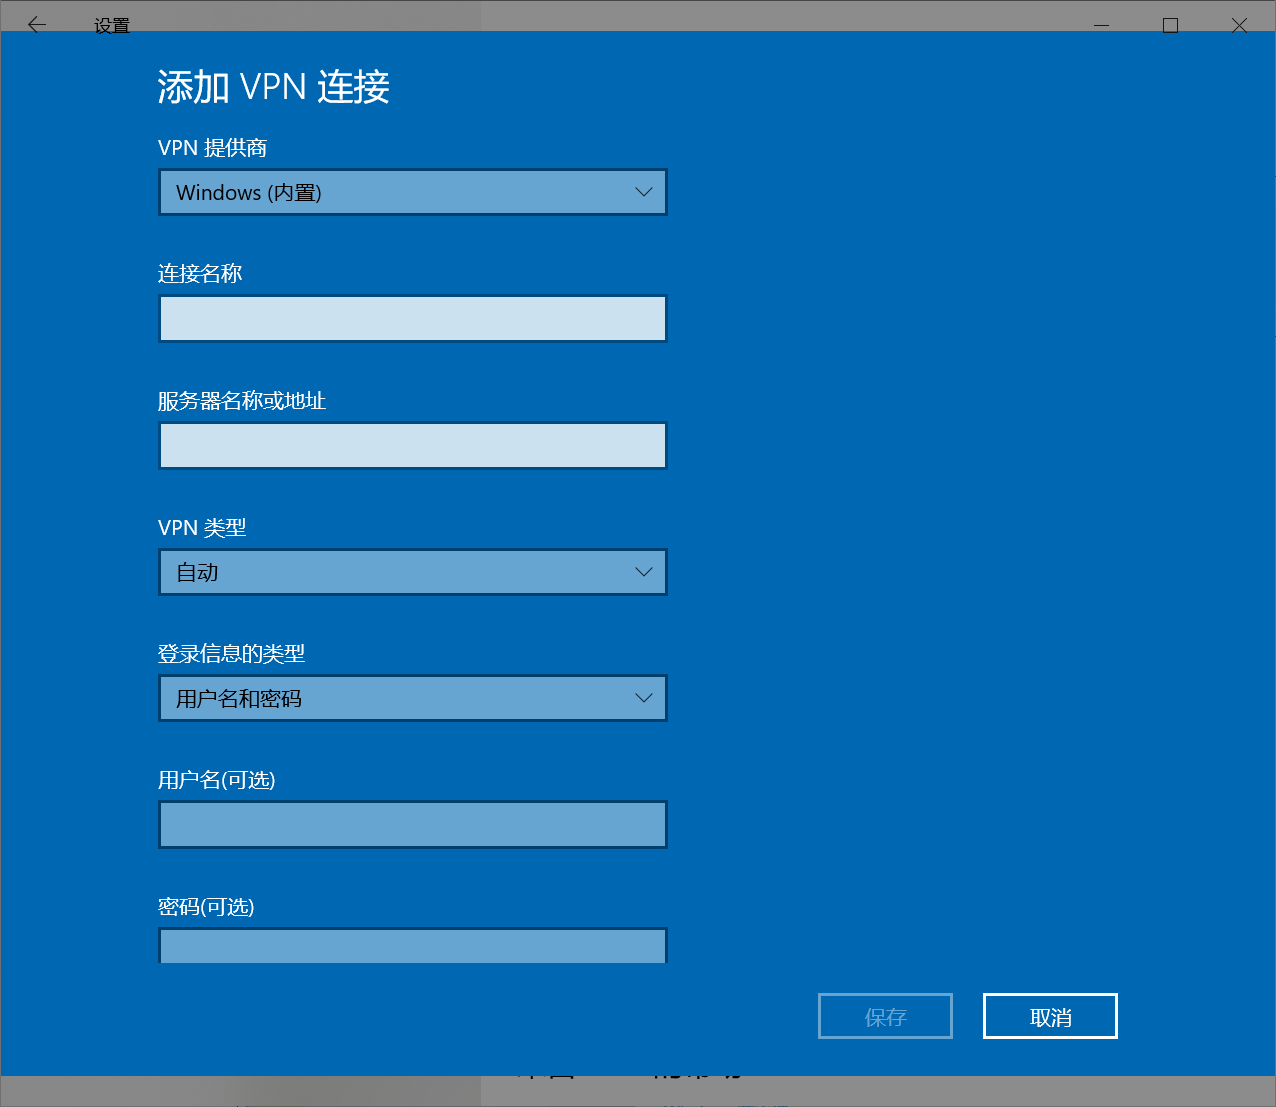 设置
添加 VPN 连接
VPN 提供商
Windows (内置)
连接名称
服务器名称或地址
VPN 类型
自动
登录信息的类型
用户名和密码
用户名(可选)
密码(可选)
保存
取消